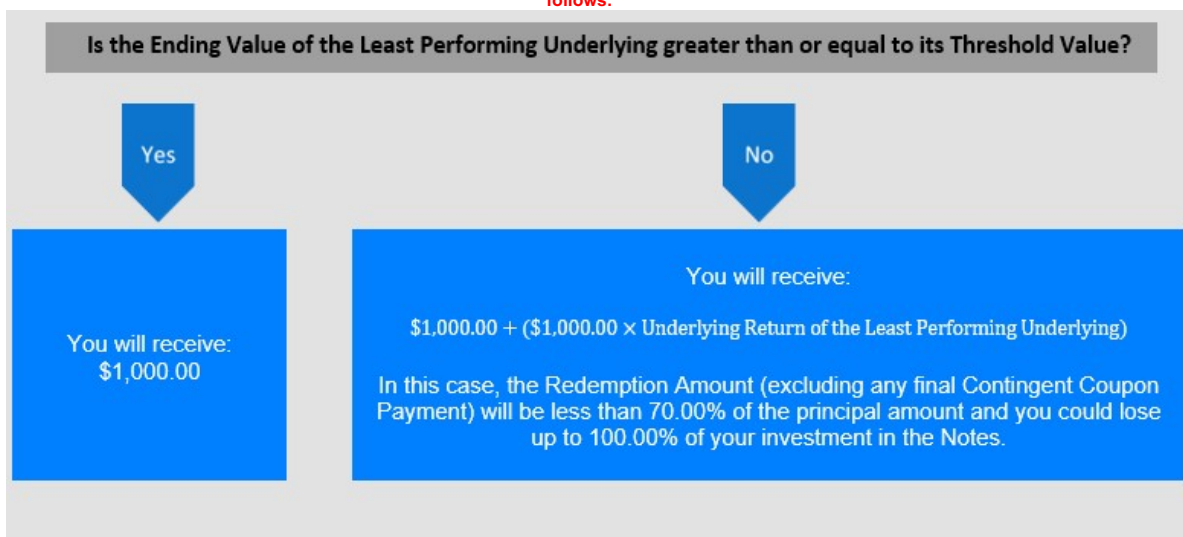 follows:
Is the Ending Value of the Least Performing Underlying greater than or equal to its Threshold Value?
Yes
No
You will receive:
$1,000.00
You will receive:
$1,000.00 + ($1,000.00 × Underlying Return of the Least Performing Underlying)
In this case, the Redemption Amount (excluding any final Contingent Coupon
Payment) will be less than 70.00% of the principal amount and you could lose
up to 100.00% of your investment in the Notes.